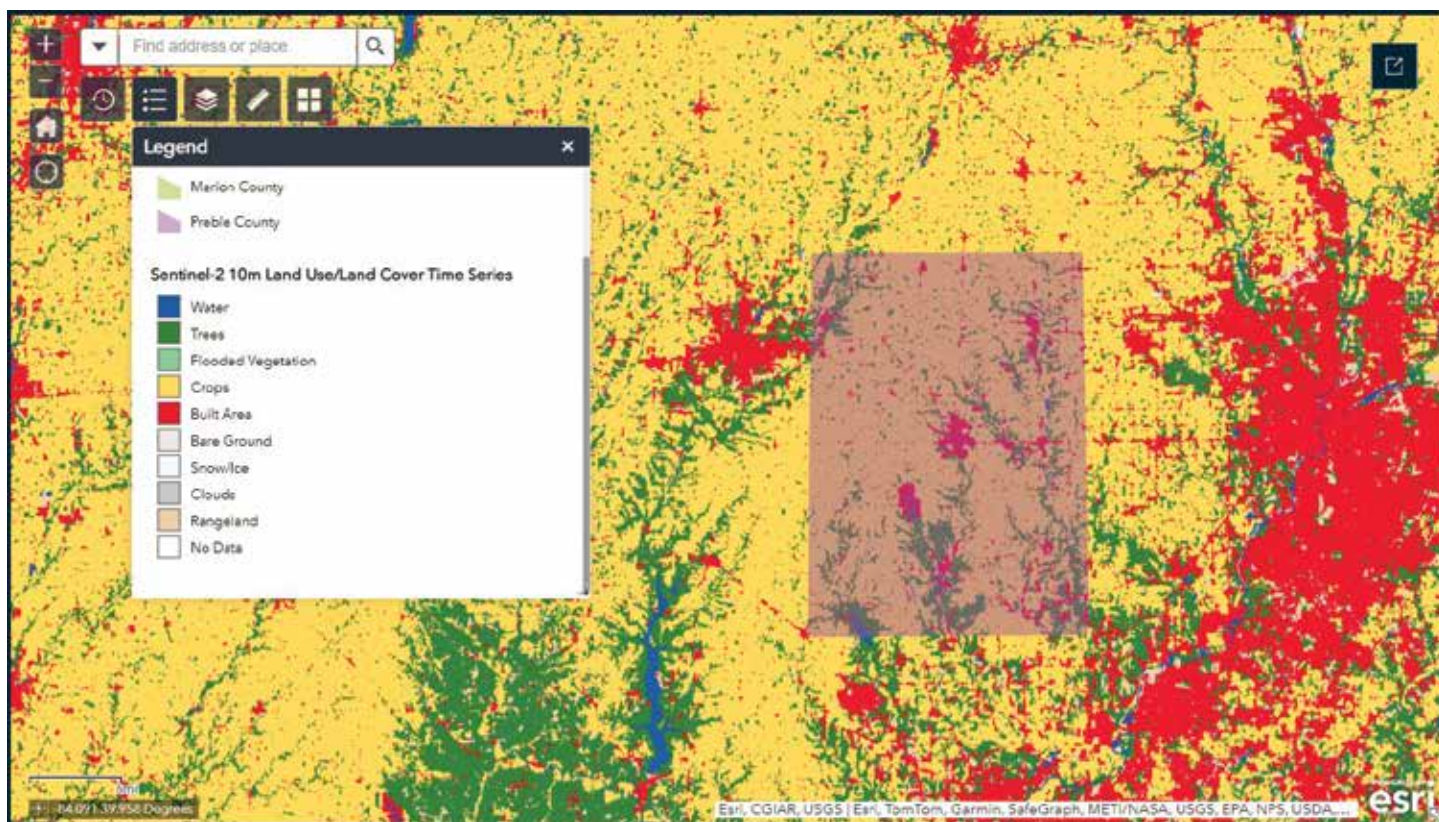 +
Find address or place
−
Legend
×
Marion County
Preble County
Sentinel-2 10m Land Use/Land Cover Time Series
Water
Trees
Flooded Vegetation
Crops
Built Area
Bare Ground
Snow/Ice
Clouds
Rangeland
No Data
-84.091 39.958 Degrees
Esri, CGIAR, USGS | Esri, TomTom, Garmin, SafeGraph, METI/NASA, USGS, EPA, NPS, USDA,...
esri